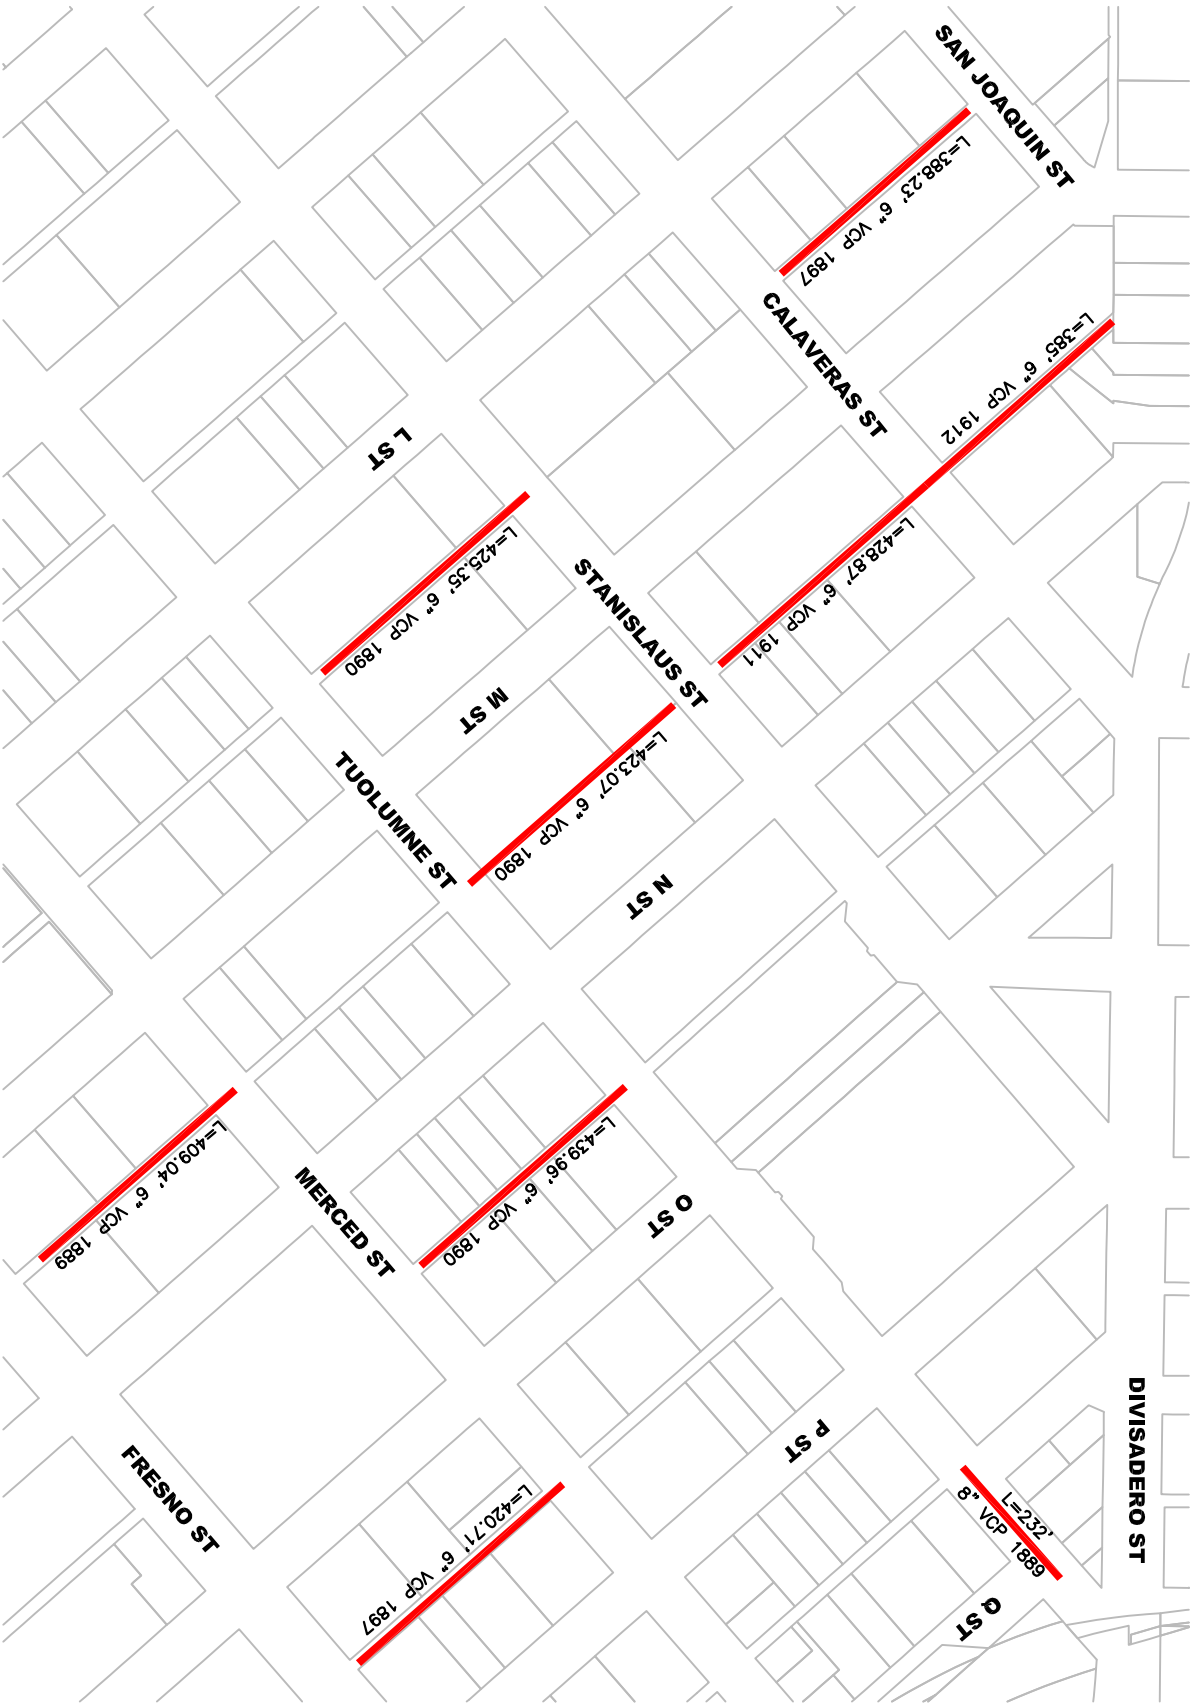 SAN JOAQUIN ST
L=388.23' 6" VCP 1897
CALAVERAS ST
L=385' 6" VCP 1912
L ST
L=425.35' 6" VCP 1890
L=428.87' 6" VCP 1911
STANISLAUS ST
M ST
L=423.07' 6" VCP 1890
TUOLUMNE ST
N ST
L=409.04' 6" VCP 1889
L=439.96' 6" VCP 1890
MERCED ST
O ST
DIVISADERO ST
P ST
FRESNO ST
L=420.71' 6" VCP 1897
L=232'
8" VCP 1889
Q ST